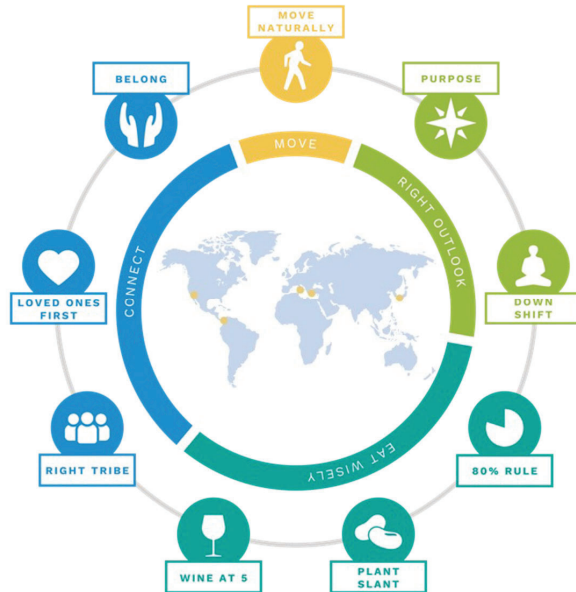 MOVE
NATURALLY
BELONG
PURPOSE
MOVE
RIGHT OUTLOOK
CONNECT
LOVED ONES
FIRST
DOWN
SHIFT
EAT WISELY
RIGHT TRIBE
80% RULE
WINE AT 5
PLANT
SLANT